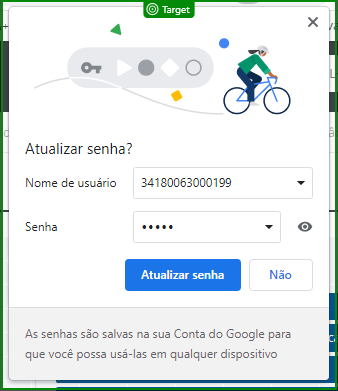 Target
Atualizar senha?
Nome de usuário
34180063000199
Senha
•••••
Atualizar senha
Não
As senhas são salvas na sua Conta do Google para
que você possa usá-las em qualquer dispositivo